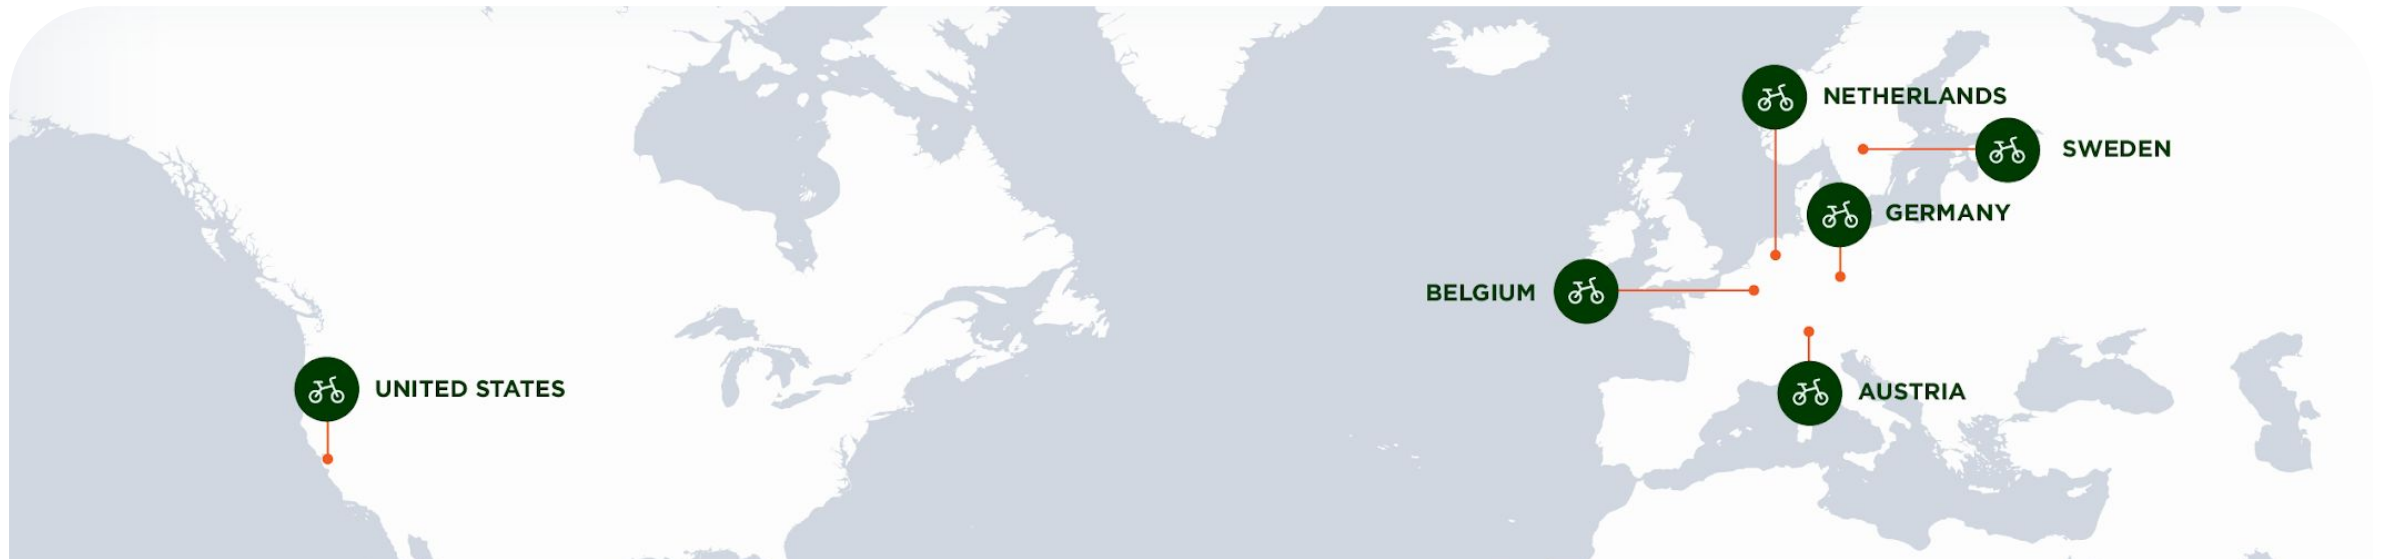 NETHERLANDS
SWEDEN
GERMANY
BELGIUM
UNITED STATES
AUSTRIA